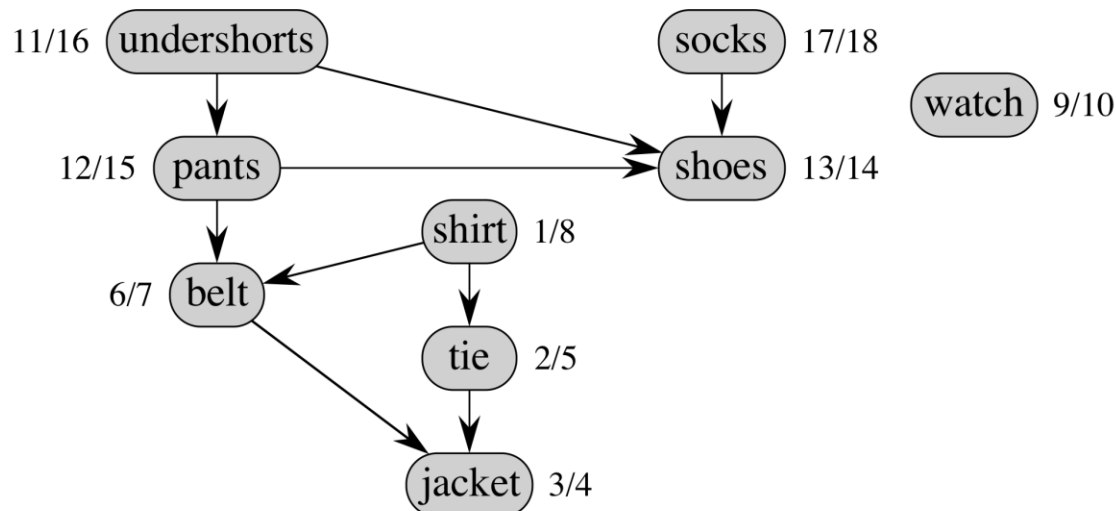 11/16 undershorts socks 17/18
watch 9/10
12/15 pants shoes 13/14
shirt 1/8
6/7 belt
tie 2/5
jacket 3/4